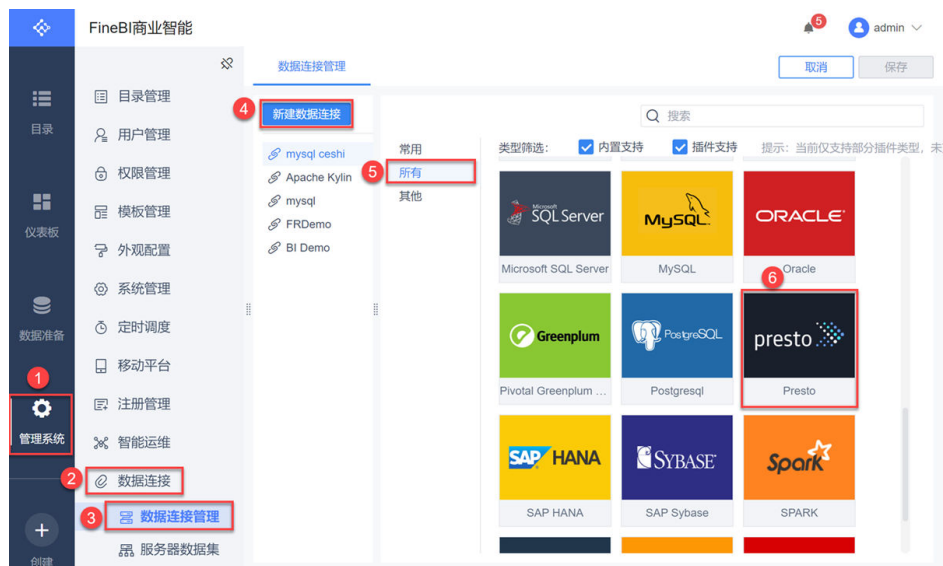 FineBI商业智能
5
admin
目录
仪表板
数据准备
1
管理系统
创建
目录管理
用户管理
权限管理
模板管理
外观配置
系统管理
定时调度
移动平台
注册管理
智能运维
2
数据连接
3
数据连接管理
服务器数据集
数据连接管理
取消
保存
4
新建数据连接
mysql ceshi
Apache Kylin
mysql
FRDemo
BI Demo
搜索
常用
5
所有
其他
类型筛选：
内置支持
插件支持
提示：当前仅支持部分插件类型，未
Microsoft SQL Server
MySQL
ORACLE
Microsoft SQL Server
MySQL
6
Oracle
Greenplum
PostgreSQL
presto
Pivotal Greenplum ...
Postgresql
Presto
SAP HANA
SYBASE
Spark
SAP HANA
SAP Sybase
SPARK